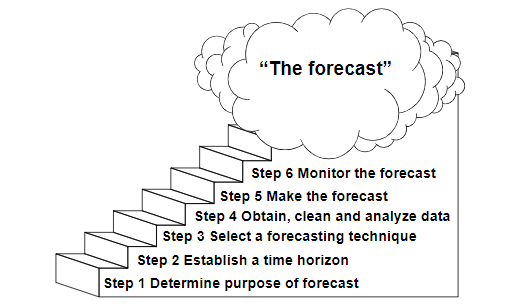 “The forecast”
Step 6 Monitor the forecast
Step 5 Make the forecast
Step 4 Obtain, clean and analyze data
Step 3 Select a forecasting technique
Step 2 Establish a time horizon
Step 1 Determine purpose of forecast